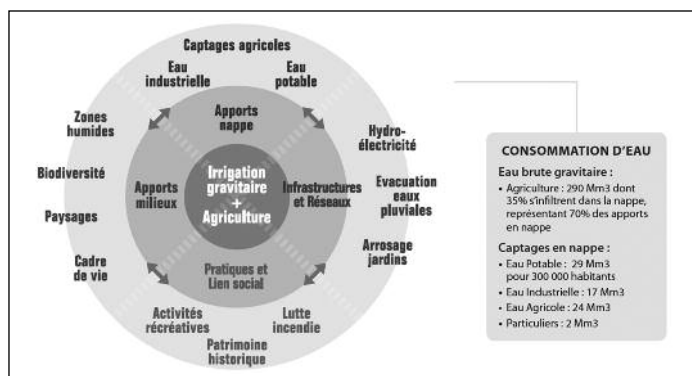 Captages agricoles
Eau
industrielle
Eau
potable
Zones
humides
Apports
nappe
Hydro-
électricité
Biodiversité
Apports
milieux
Irrigation
gravitaire
+
Agriculture
Infrastructures
et Réseaux
Evacuation
eaux
pluviales
Paysages
Cadre
de vie
Arrosage
jardins
Pratiques et
Lien social
Activités
récréatives
Lutte
incendie
Patrimoine
historique
CONSOMMATION D'EAU
Eau brute gravitaire :
• Agriculture : 290 Mm3 dont
35% s'infiltrent dans la nappe,
représentant 70% des apports
en nappe
Captages en nappe :
• Eau Potable : 29 Mm3
pour 300 000 habitants
• Eau Industrielle : 17 Mm3
• Eau Agricole : 24 Mm3
• Particuliers : 2 Mm3